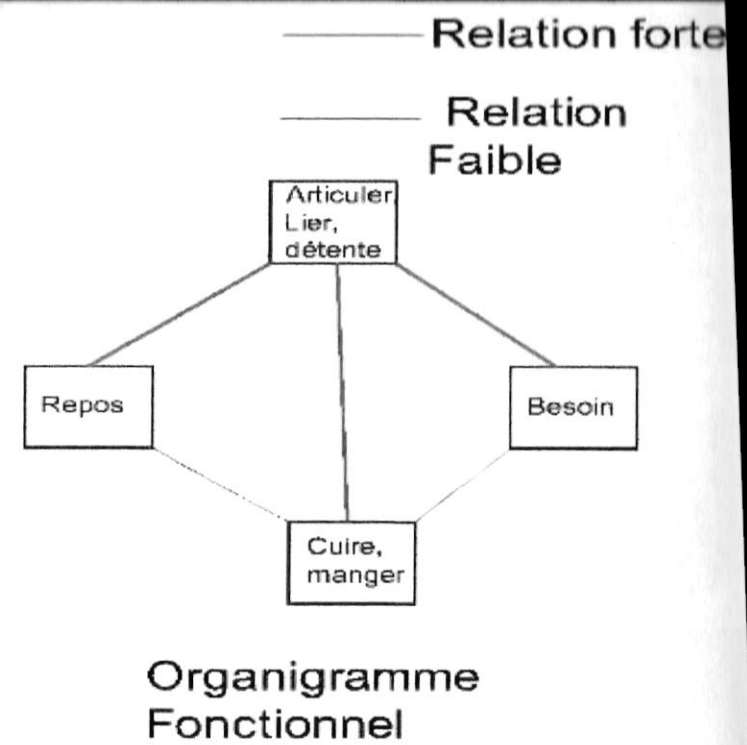 Relation forte
Relation
Faible
Articuler,
Lier,
détente
Repos
Besoin
Cuire,
manger
Organigramme
Fonctionnel